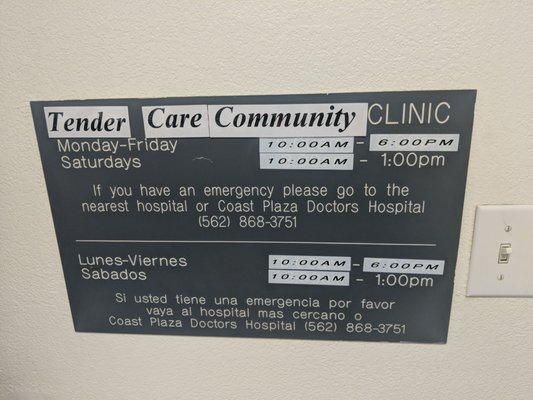 Tender Care Community CLINIC
Monday-Friday 10:00AM - 6:00PM
Saturdays 10:00AM - 1:00pm
If you have an emergency please go to the
nearest hospital or Coast Plaza Doctors Hospital
(562) 868-3751
Lunes-Viernes 10:00AM - 6:00PM
Sabados 10:00AM - 1:00pm
Si usted tiene una emergencia por favor
vaya al hospital mas cercano o
Coast Plaza Doctors Hospital (562) 868-3751